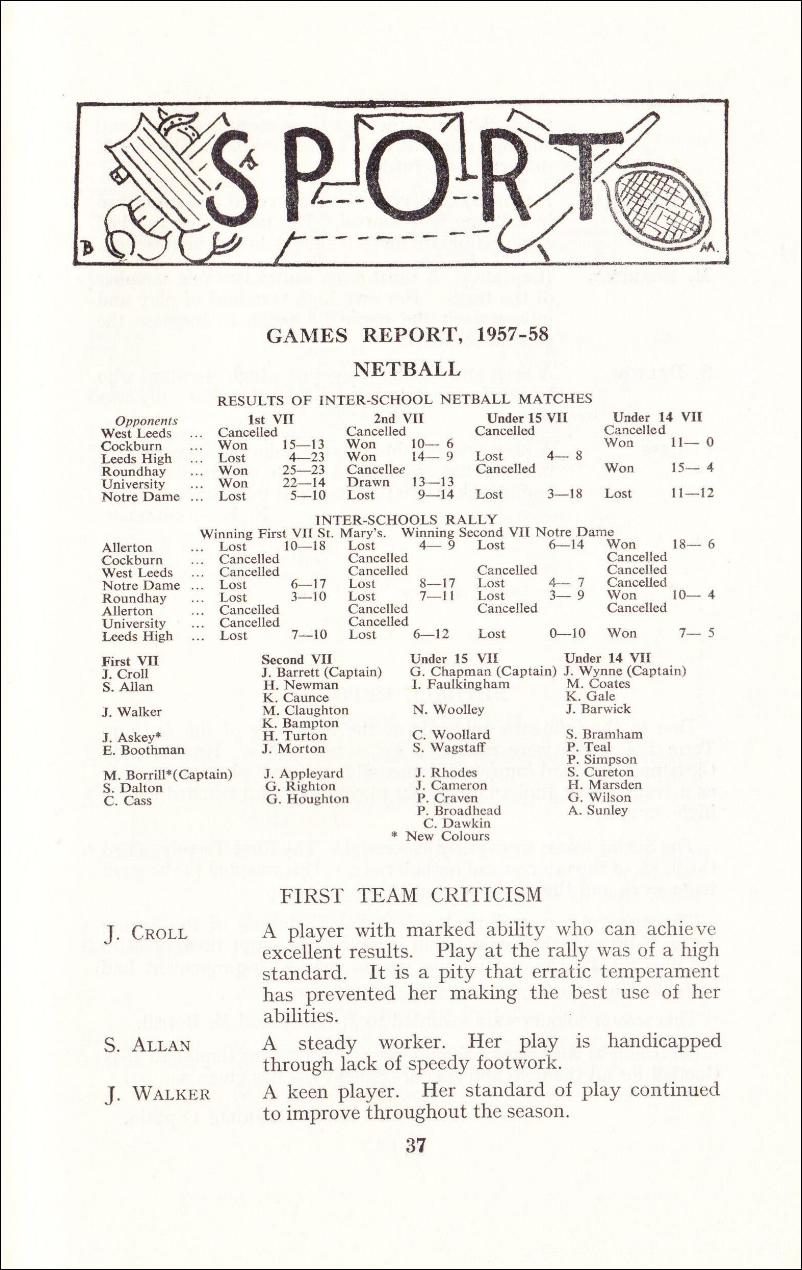 SPORT
B
M.
GAMES REPORT, 1957-58
NETBALL
RESULTS OF INTER-SCHOOL NETBALL MATCHES
Opponents 1st VII 2nd VII Under 15 VII Under 14 VII
West Leeds ... Cancelled Cancelled Cancelled Cancelled
Cockburn ... Won 15—13 Won 10— 6 Won 11— 0
Leeds High ... Lost 4—23 Won 14— 9 Lost 4— 8
Roundhay ... Won 25—23 Cancellee Cancelled Won 15— 4
University ... Won 22—14 Drawn 13—13
Notre Dame ... Lost 5—10 Lost 9—14 Lost 3—18 Lost 11—12
INTER-SCHOOLS RALLY
Winning First VII St. Mary's. Winning Second VII Notre Dame
Allerton ... Lost 10—18 Lost 4— 9 Lost 6—14 Won 18— 6
Cockburn ... Cancelled Cancelled Cancelled
West Leeds ... Cancelled Cancelled Cancelled Cancelled
Notre Dame ... Lost 6—17 Lost 8—17 Lost 4— 7 Cancelled
Roundhay ... Lost 3—10 Lost 7—11 Lost 3— 9 Won 10— 4
Allerton ... Cancelled Cancelled Cancelled Cancelled
University ... Cancelled Cancelled
Leeds High ... Lost 7—10 Lost 6—12 Lost 0—10 Won 7— 5
First VII Second VII Under 15 VII Under 14 VII
J. Croll J. Barrett (Captain) G. Chapman (Captain) J. Wynne (Captain)
S. Allan H. Newman I. Faulkingham M. Coates
K. Caunce K. Gale
J. Walker M. Claughton N. Woolley J. Barwick
K. Bampton
J. Askey* H. Turton C. Woollard S. Bramham
E. Boothman J. Morton S. Wagstaff P. Teal
P. Simpson
M. Borrill*(Captain) J. Appleyard J. Rhodes S. Cureton
S. Dalton G. Righton J. Cameron H. Marsden
C. Cass G. Houghton P. Craven G. Wilson
P. Broadhead A. Sunley
C. Dawkin
* New Colours
FIRST TEAM CRITICISM
J. CROLL A player with marked ability who can achieve
excellent results. Play at the rally was of a high
standard. It is a pity that erratic temperament
has prevented her making the best use of her
abilities.
S. ALLAN A steady worker. Her play is handicapped
through lack of speedy footwork.
J. WALKER A keen player. Her standard of play continued
to improve throughout the season.
37